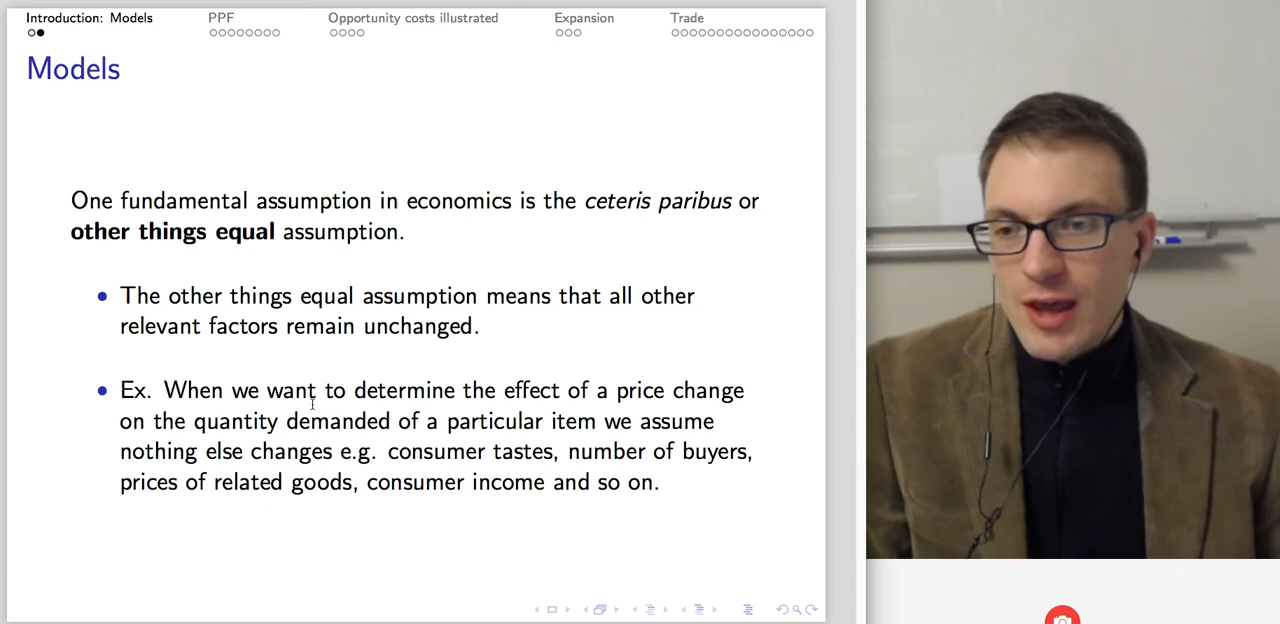 Introduction: Models PPF Opportunity costs illustrated Expansion Trade
Models
One fundamental assumption in economics is the ceteris paribus or
other things equal assumption.
The other things equal assumption means that all other
relevant factors remain unchanged.
Ex. When we want to determine the effect of a price change
on the quantity demanded of a particular item we assume
nothing else changes e.g. consumer tastes, number of buyers,
prices of related goods, consumer income and so on.